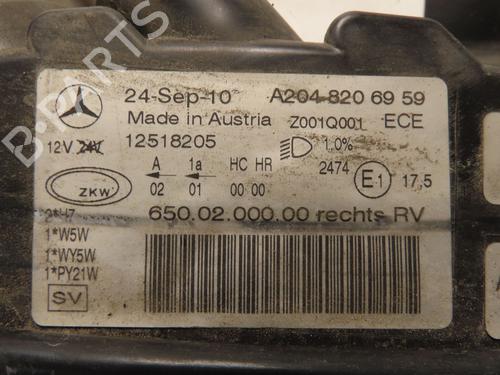 24-Sep-10 A204 820 69 59
Made in Austria Z001Q001 ECE
12V 24V 12518205 1.0%
A 1a HC HR 2474 E1 17,5
ZKW 02 01 00 00
650.02.000.00 rechts RV
2*H7
1*W5W
1*WY5W
1*PY21W
SV
B-PARTS